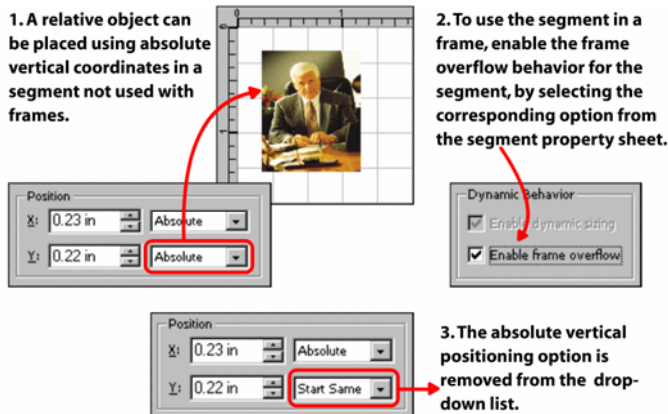 1. A relative object can
be placed using absolute
vertical coordinates in a
segment not used with
frames.
0 1
1
2. To use the segment in a
frame, enable the frame
overflow behavior for the
segment, by selecting the
corresponding option from
the segment property sheet.
Position
X: 0.23 in Absolute
Y: 0.22 in Absolute
Dynamic Behavior
Enable dynamic sizing
Enable frame overflow
Position
X: 0.23 in Absolute
Y: 0.22 in Start Same
3. The absolute vertical
positioning option is
removed from the drop-
down list.